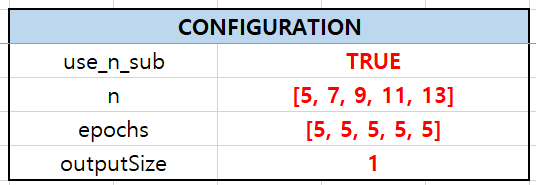 CONFIGURATION
use_n_sub TRUE
n [5, 7, 9, 11, 13]
epochs [5, 5, 5, 5, 5]
outputSize 1